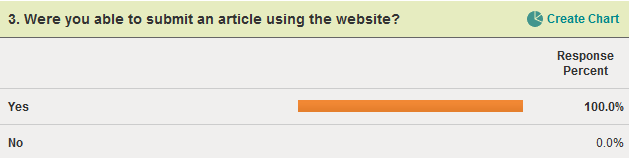 3. Were you able to submit an article using the website? Create Chart
Response
Percent
Yes 100.0%
No 0.0%